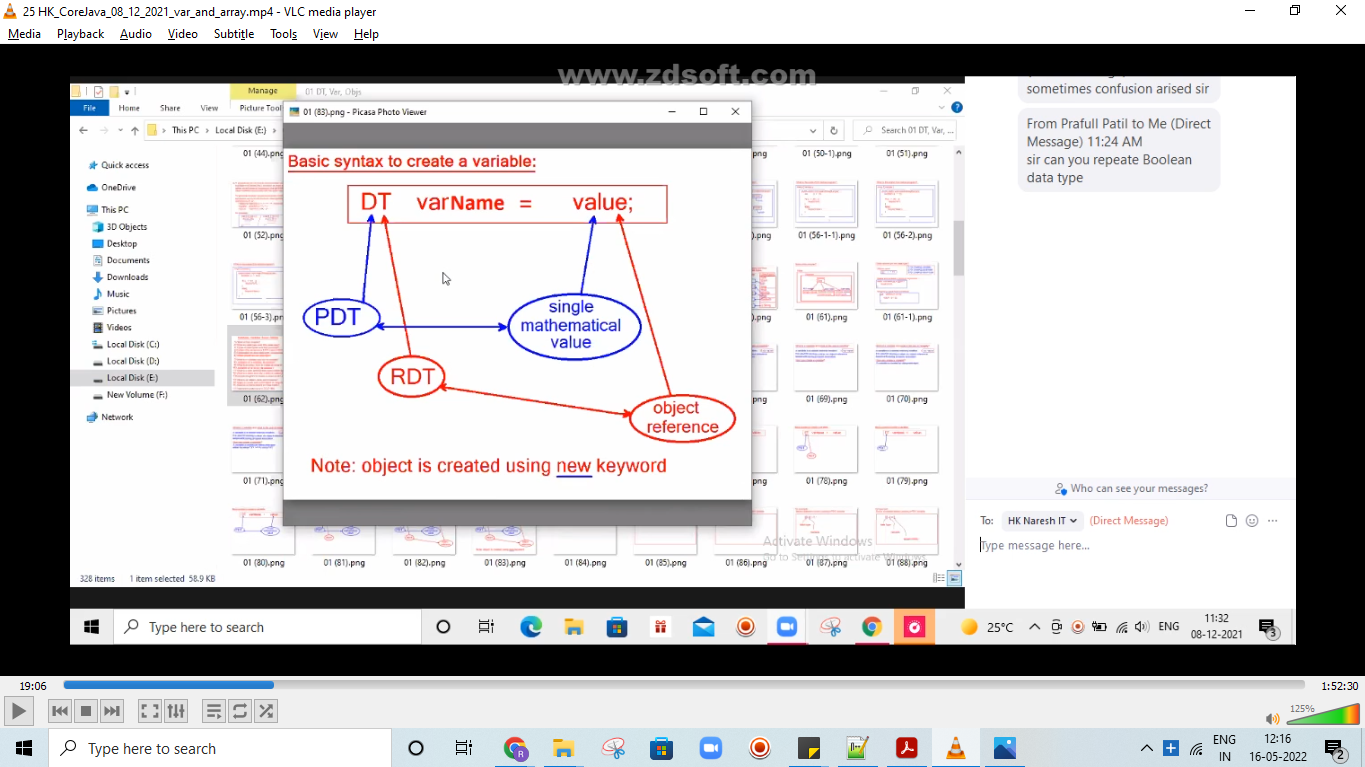 25 HK_CoreJava_08_12_2021_var_and_array.mp4 - VLC media player
Media Playback Audio Video Subtitle Tools View Help
www.zdsoft.com
Manage
01 DT, Var, Objs
File Home Share View Picture Tool
This PC
Local Disk (E:)
Search 01 DT, Var, ...
01 (83).png - Picasa Photo Viewer
Quick access
OneDrive
This PC
3D Objects
Desktop
Documents
Downloads
Music
Pictures
Videos
Local Disk (C:)
Local Disk (D:)
Local Disk (E:)
New Volume (F:)
Network
01 (44).png
01 (50-1).png
01 (51).png
01 (52).png
01 (56-1-1).png
01 (56-2).png
01 (56-3).png
01 (61).png
01 (61-1).png
01 (62).png
01 (69).png
01 (70).png
01 (71).png
01 (78).png
01 (79).png
01 (80).png
01 (81).png
01 (82).png
01 (83).png
01 (84).png
01 (85).png
01 (86).png
01 (87).png
01 (88).png
Basic syntax to create a variable:
DT varName = value;
PDT
single
mathematical
value
RDT
object
reference
Note: object is created using new keyword
Activate Windows
Go to Settings to activate Windows.
328 items 1 item selected 58.9 KB
sometimes confusion arised sir
From Prafull Patil to Me (Direct
Message) 11:24 AM
sir can you repeate Boolean
data type
Who can see your messages?
To: HK Naresh IT (Direct Message)
Type message here...
Type here to search
25°C
ENG
11:32
08-12-2021
3
19:06
1:52:30
125%
Type here to search
ENG
IN
12:16
16-05-2022
2